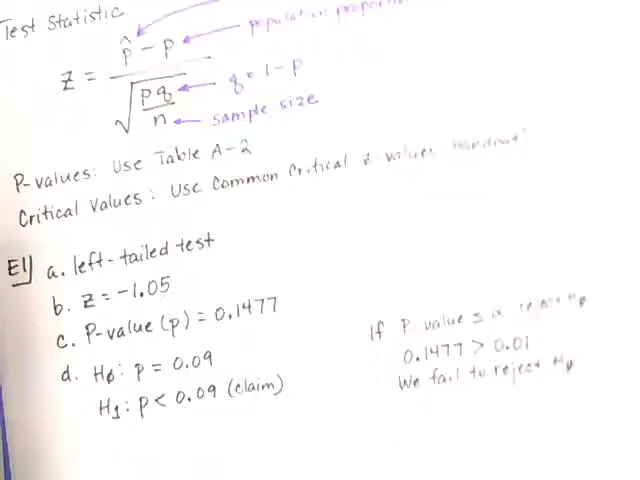 Test Statistic
Z = p̂ - p / √(pq/n)
population
q = 1 - p
sample size
P-values: Use Table A-2
Critical Values: Use Common Critical Z values Handout
E1] a. left-tailed test
b. Z = -1.05
c. P-value (p) = 0.1477
d. H₀: p = 0.09
H₁: p < 0.09 (claim)
If P-value ≤ α reject H₀
0.1477 > 0.01
We fail to reject H₀